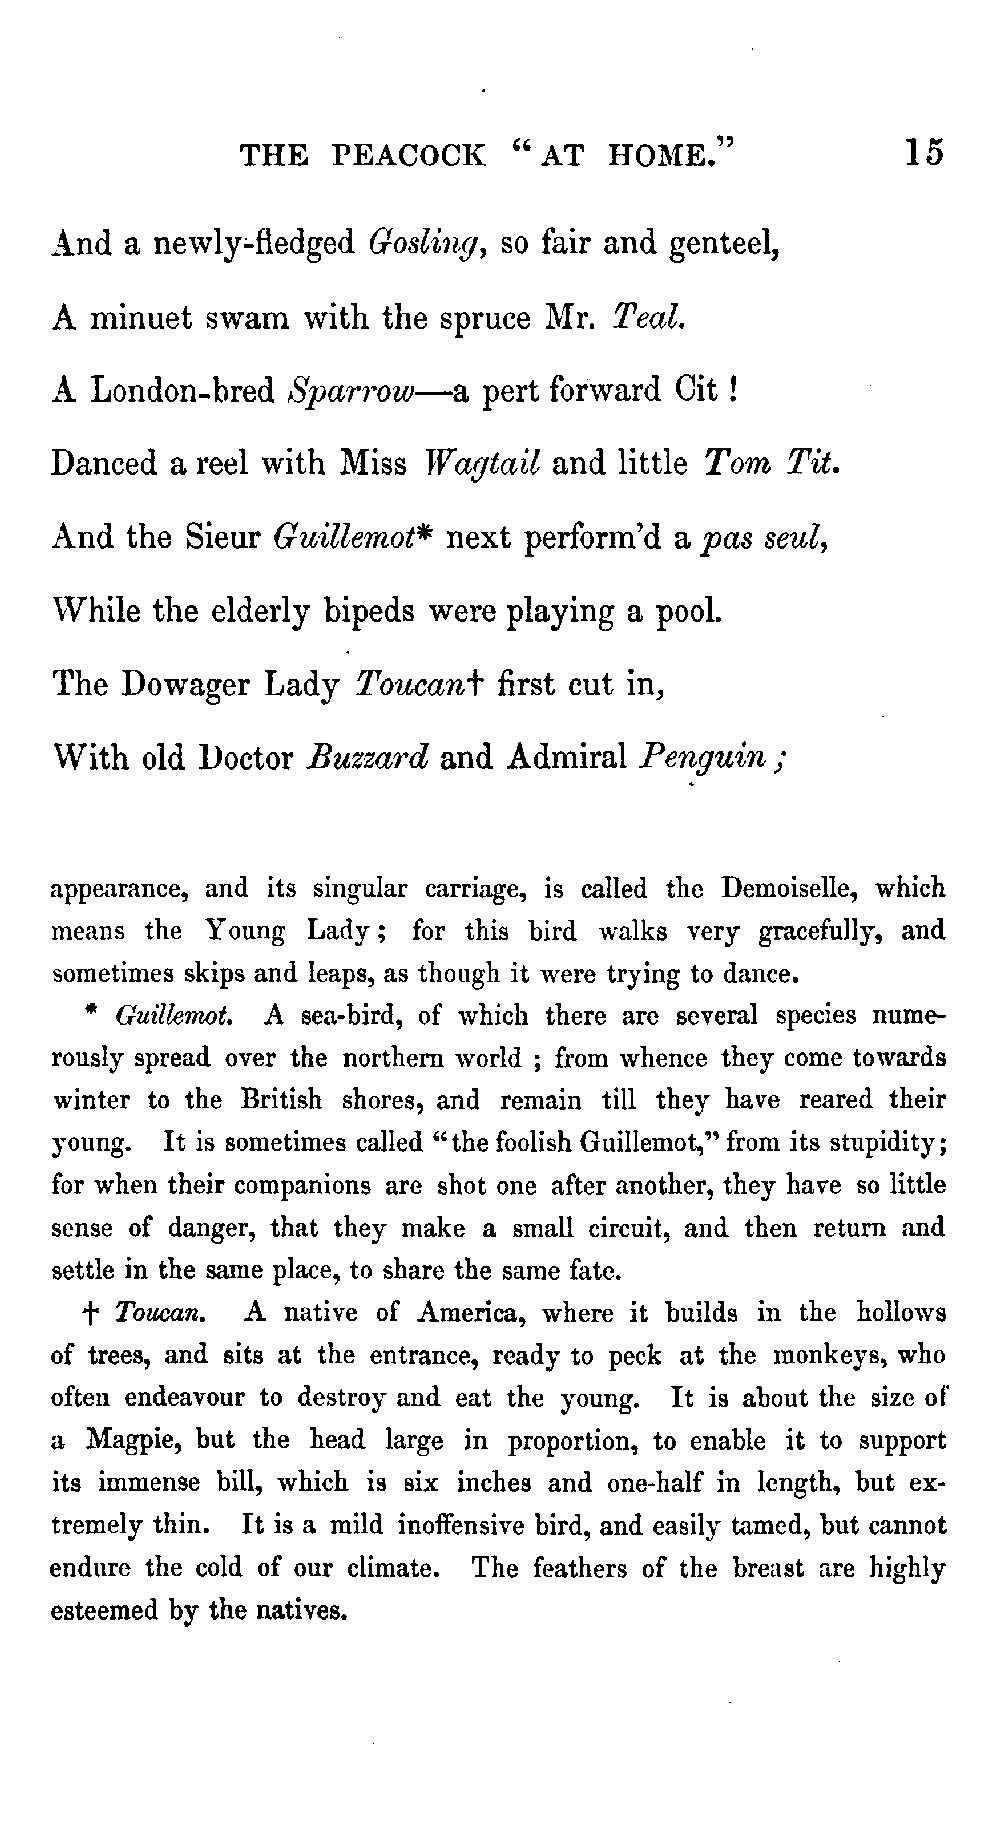 THE PEACOCK “AT HOME.” 15
And a newly-fledged Gosling, so fair and genteel,
A minuet swam with the spruce Mr. Teal.
A London-bred Sparrow—a pert forward Cit !
Danced a reel with Miss Wagtail and little Tom Tit.
And the Sieur Guillemot* next perform’d a pas seul,
While the elderly bipeds were playing a pool.
The Dowager Lady Toucan† first cut in,
With old Doctor Buzzard and Admiral Penguin ;
appearance, and its singular carriage, is called the Demoiselle, which
means the Young Lady ; for this bird walks very gracefully, and
sometimes skips and leaps, as though it were trying to dance.
* Guillemot. A sea-bird, of which there are several species nume-
rously spread over the northern world ; from whence they come towards
winter to the British shores, and remain till they have reared their
young. It is sometimes called “the foolish Guillemot,” from its stupidity;
for when their companions are shot one after another, they have so little
sense of danger, that they make a small circuit, and then return and
settle in the same place, to share the same fate.
† Toucan. A native of America, where it builds in the hollows
of trees, and sits at the entrance, ready to peck at the monkeys, who
often endeavour to destroy and eat the young. It is about the size of
a Magpie, but the head large in proportion, to enable it to support
its immense bill, which is six inches and one-half in length, but ex-
tremely thin. It is a mild inoffensive bird, and easily tamed, but cannot
endure the cold of our climate. The feathers of the breast are highly
esteemed by the natives.